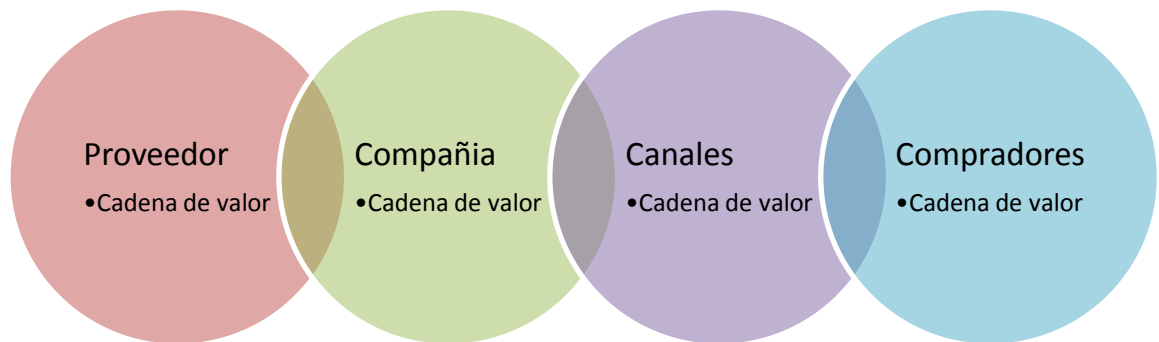 Proveedor
•Cadena de valor
Compañia
•Cadena de valor
Canales
•Cadena de valor
Compradores
•Cadena de valor